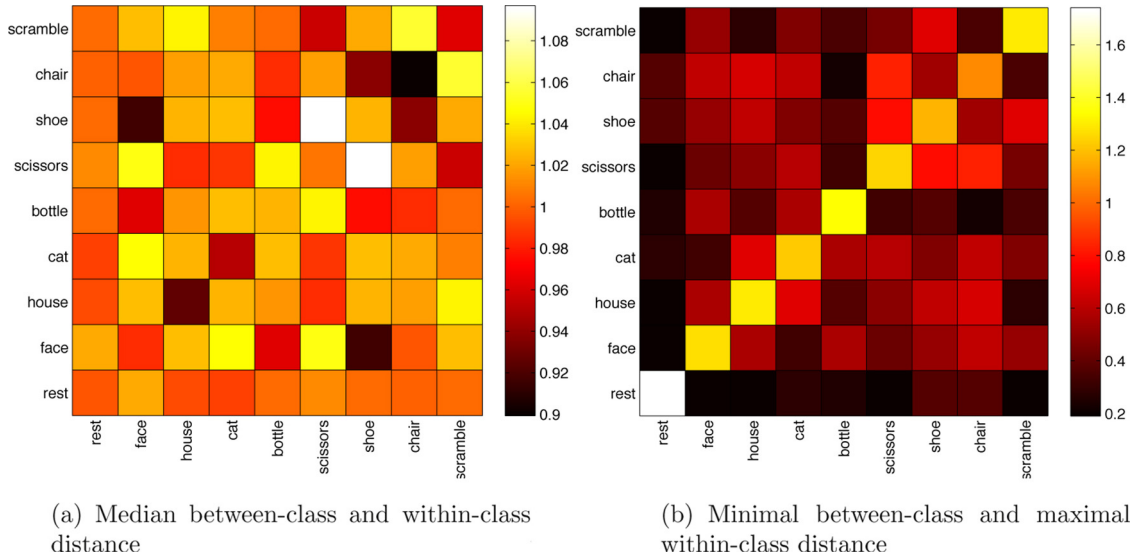 scramble
chair
shoe
scissors
bottle
cat
house
face
rest
rest
face
house
cat
bottle
scissors
shoe
chair
scramble
1.08
1.06
1.04
1.02
1
0.98
0.96
0.94
0.92
0.9
(a) Median between-class and within-class
distance
scramble
chair
shoe
scissors
bottle
cat
house
face
rest
rest
face
house
cat
bottle
scissors
shoe
chair
scramble
1.6
1.4
1.2
1
0.8
0.6
0.4
0.2
(b) Minimal between-class and maximal
within-class distance